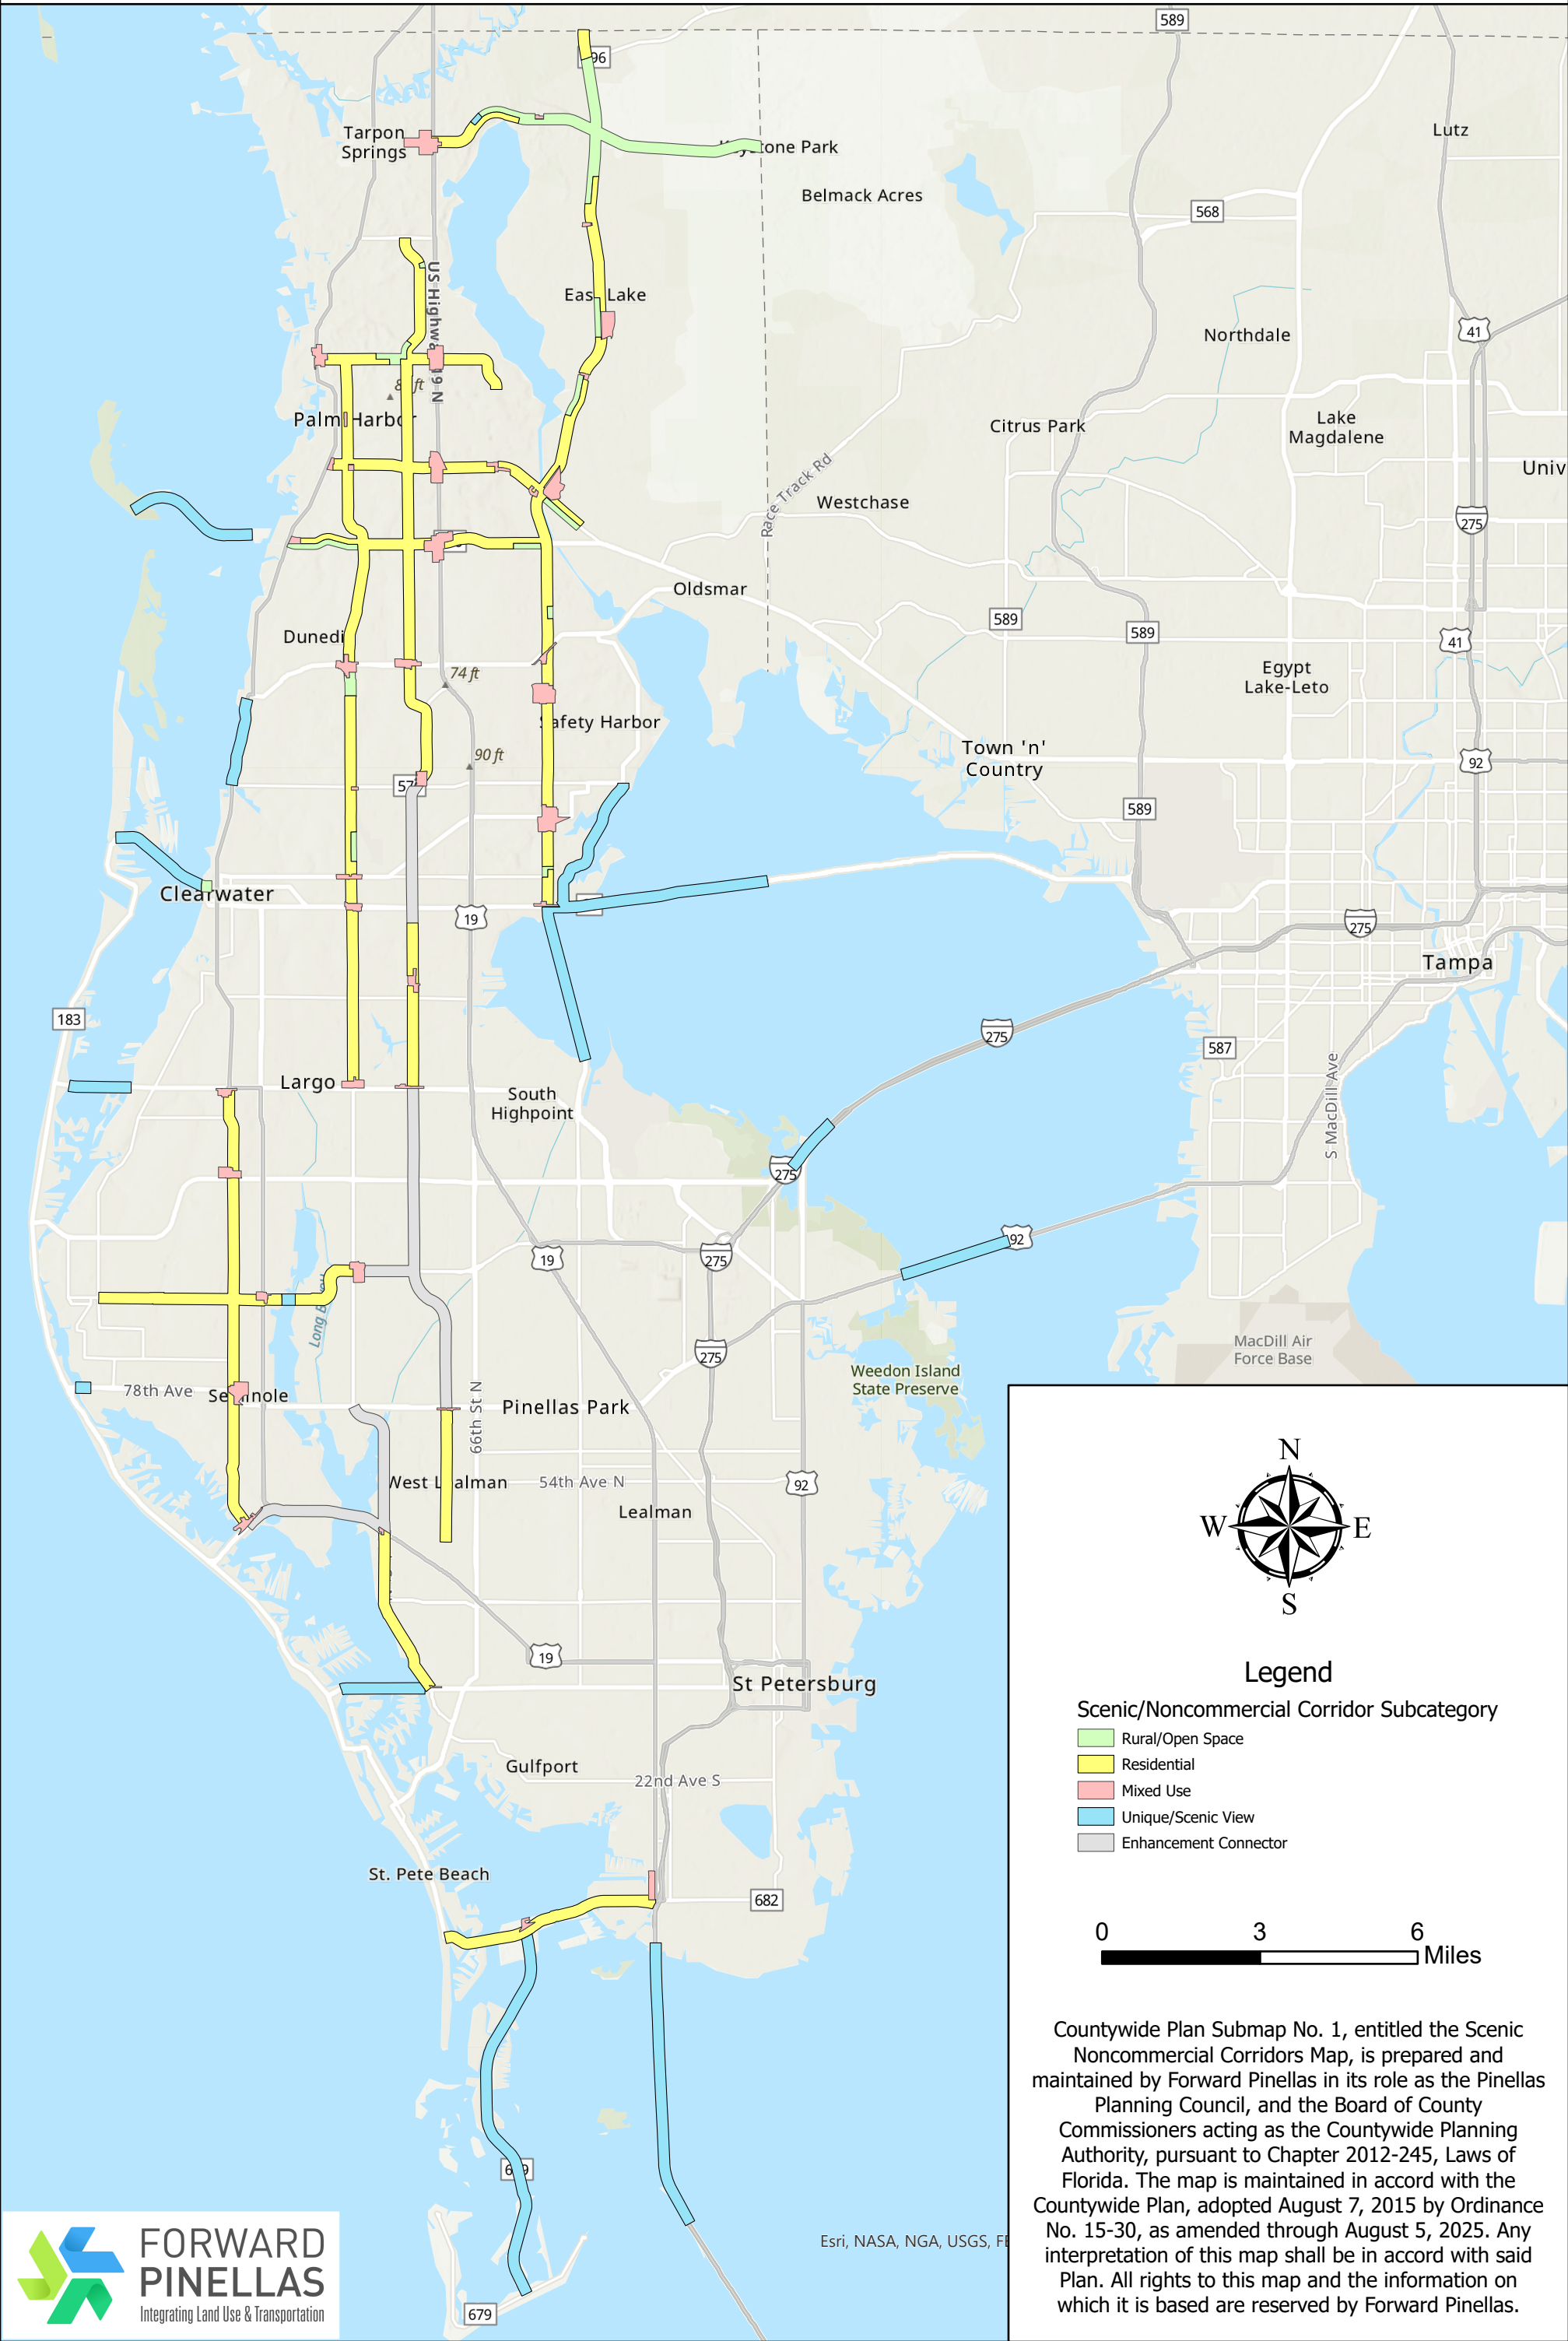 589
96
Tarpon
Springs
Keystone Park
Lutz
Belmack Acres
568
US Highway 19 N
East Lake
Northdale
41
Palm Harbor
Citrus Park
Lake
Magdalene
Univ
Race Track Rd
Westchase
275
Oldsmar
589
589
41
Dunedi
74 ft
Egypt
Lake-Leto
Safety Harbor
90 ft
Town 'n'
Country
92
57
589
Clearwater
19
275
Tampa
183
275
587
Largo
South
Highpoint
S MacDill Ave
275
92
19
275
Long Bayou
MacDill Air
Force Base
275
Weedon Island
State Preserve
78th Ave
Seminole
Pinellas Park
66th St N
West Lealman
54th Ave N
92
Lealman
19
St Petersburg
Gulfport
22nd Ave S
St. Pete Beach
682
679
679
Esri, NASA, NGA, USGS, FE
N
W
E
S
Legend
Scenic/Noncommercial Corridor Subcategory
Rural/Open Space
Residential
Mixed Use
Unique/Scenic View
Enhancement Connector
0 3 6
Miles
Countywide Plan Submap No. 1, entitled the Scenic
Noncommercial Corridors Map, is prepared and
maintained by Forward Pinellas in its role as the Pinellas
Planning Council, and the Board of County
Commissioners acting as the Countywide Planning
Authority, pursuant to Chapter 2012-245, Laws of
Florida. The map is maintained in accord with the
Countywide Plan, adopted August 7, 2015 by Ordinance
No. 15-30, as amended through August 5, 2025. Any
interpretation of this map shall be in accord with said
Plan. All rights to this map and the information on
which it is based are reserved by Forward Pinellas.
FORWARD
PINELLAS
Integrating Land Use & Transportation